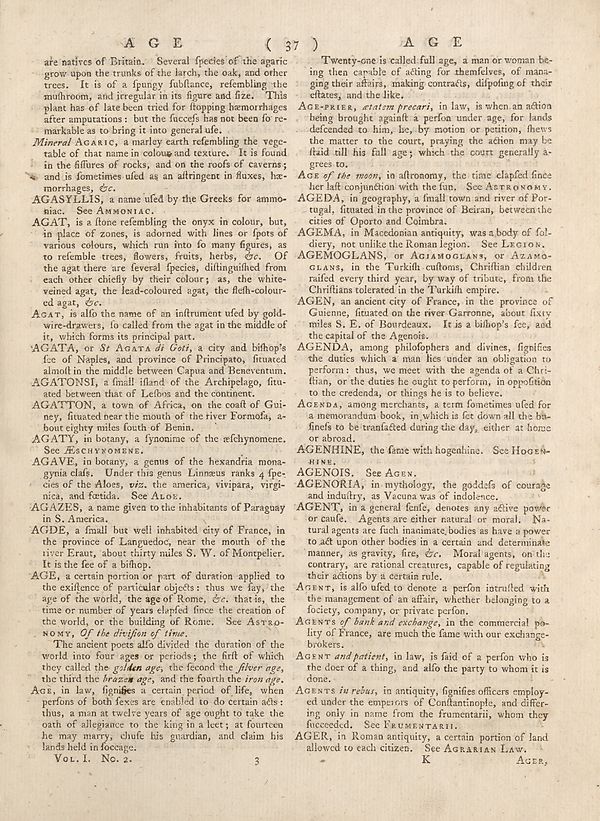 A G E
( 37 )
A G E
are natives of Britain. Several ſpecies of the agaric
grow upon the trunks of the larch, the oak, and other
trees. It is of a ſpungy ſubſtance, reſembling the
muſhroom, and irregular in its figure and ſize. This
plant has of late been tried for ſtopping hæmorrhages
after amputations: but the ſucceſs has not been ſo re-
markable as to bring it into general uſe.
Mineral AGARIC, a marley earth reſembling the vege-
table of that name in colour and texture. It is found
in the fiſſures of rocks, and on the roofs of caverns;
and is ſometimes uſed as an aſtringent in fluxes, hæ-
morrhages, &c.
AGASYLLIS, a name uſed by the Greeks for ammo-
niac. See AMMONIAC.
AGAT, is a ſtone reſembling the onyx in colour, but,
in place of zones, is adorned with lines or ſpots of
various colours, which run into ſo many figures, as
to reſemble trees, flowers, fruits, herbs, &c. Of
the agat there are ſeveral ſpecies, diſtinguiſhed from
each other chiefly by their colour; as, the white-
veined agat, the lead-coloured agat, the fleſh-colour-
ed agat, &c.
AGAT, is alſo the name of an inſtrument uſed by gold-
wire-drawers, ſo called from the agat in the middle of
it, which forms its principal part.
AGATA, or St AGATA di Goti, a city and biſhop's
ſee of Naples, and province of Principato, ſituated
almoſt in the middle between Capua and Beneventum.
AGATONSI, a ſmall iſland of the Archipelago, ſitu-
ated between that of Leſbos and the continent.
AGATTON, a town of Africa, on the coaſt of Gui-
ney, ſituated near the mouth of the river Formoſa, a-
bout eighty miles ſouth of Benin.
AGATY, in botany, a ſynonime of the æſchynomene.
See ÆSCHYNOMENE.
AGAVE, in botany, a genus of the hexandria mona-
gynia claſs. Under this genus Linnæus ranks 4 ſpe-
cies of the Aloes, viz. the america, vivipara, virgi-
nica, and fœtida. See ALOE.
AGAZES, a name given to the inhabitants of Paraguay
in S. America.
AGDE, a ſmall but well inhabited city of France, in
the province of Languedoc, near the mouth of the
river Eraut, about thirty miles S. W. of Montpelier.
It is the ſee of a biſhop.
AGE, a certain portion or part of duration applied to
the exiſtence of particular objects: thus we ſay, the
age of the world, the age of Rome, &c. that is, the
time or number of years elapſed ſince the creation of
the world, or the building of Rome. See ASTRO-
NOMY, Of the diviſion of time.
The ancient poets alſo divided the duration of the
world into four ages or periods; the firſt of which
they called the golden age, the ſecond the ſilver age,
the third the brazen age, and the fourth the iron age.
AGE, in law, ſignifies a certain period of life, when
perſons of both ſexes are enabled to do certain acts:
thus, a man at twelve years of age ought to take the
oath of allegiance to the king in a leet; at fourteen
he may marry, chuſe his guardian, and claim his
lands held in ſoccage.
VOL. I. No. 2.
3
Twenty-one is called full age, a man or woman be-
ing then capable of acting for themſelves, of mana-
ging their affairs, making contracts, diſpoſing of their
eſtates, and the like.
AGE-PRIER, ætatem precari, in law, is when an action
being brought againſt a perſon under age, for lands
deſcended to him, he, by motion or petition, ſhews
the matter to the court, praying the action may be
ſtaid till his full age; which the court generally a-
grees to.
AGE of the moon, in aſtronomy, the time elapſed ſince
her laſt conjunction with the ſun. See ASTRONOMY.
AGEDA, in geography, a ſmall town and river of Por-
tugal, ſituated in the province of Beiran, between the
cities of Oporto and Coimbra.
AGEMA, in Macedonian antiquity, was a body of ſol-
diery, not unlike the Roman legion. See LEGION.
AGEMOGLANS, or AGIAMOGLANS, or AZAMO-
GLANS, in the Turkiſh cuſtoms, Chriſtian children
raiſed every third year, by way of tribute, from the
Chriſtians tolerated in the Turkiſh empire.
AGEN, an ancient city of France, in the province of
Guienne, ſituated on the river Garronne, about ſixty
miles S. E. of Bourdeaux. It is a biſhop's ſee, and
the capital of the Agenois.
AGENDA, among philoſophers and divines, ſignifies
the duties which a man lies under an obligation to
perform: thus, we meet with the agenda of a Chri-
ſtian, or the duties he ought to perform, in oppoſition
to the credenda, or things he is to believe.
AGENDA, among merchants, a term ſometimes uſed for
a memorandum book, in which is ſet down all the bu-
ſineſs to be tranſacted during the day, either at home
or abroad.
AGENHINE, the ſame with hogenhine. See HOGEN-
HINE.
AGENOIS. See AGEN.
AGENORIA, in mythology, the goddeſs of courage
and induſtry, as Vacuna was of indolence.
AGENT, in a general ſenſe, denotes any active power
or cauſe. Agents are either natural or moral. Na-
tural agents are ſuch inanimate bodies as have a power
to act upon other bodies in a certain and determinate
manner, as gravity, fire, &c. Moral agents, on the
contrary, are rational creatures, capable of regulating
their actions by a certain rule.
AGENT, is alſo uſed to denote a perſon intruſted with
the management of an affair, whether belonging to a
ſociety, company, or private perſon.
AGENTS of bank and exchange, in the commercial po-
lity of France, are much the ſame with our exchange-
brokers.
AGENT and patient, in law, is ſaid of a perſon who is
the doer of a thing, and alſo the party to whom it is
done.
AGENTS in rebus, in antiquity, ſignifies officers employ-
ed under the emperors of Conſtantinople, and differ-
ing only in name from the frumentarii, whom they
ſucceeded. See FRUMENTARII.
AGER, in Roman antiquity, a certain portion of land
allowed to each citizen. See AGRARIAN LAW.
K
AGER,